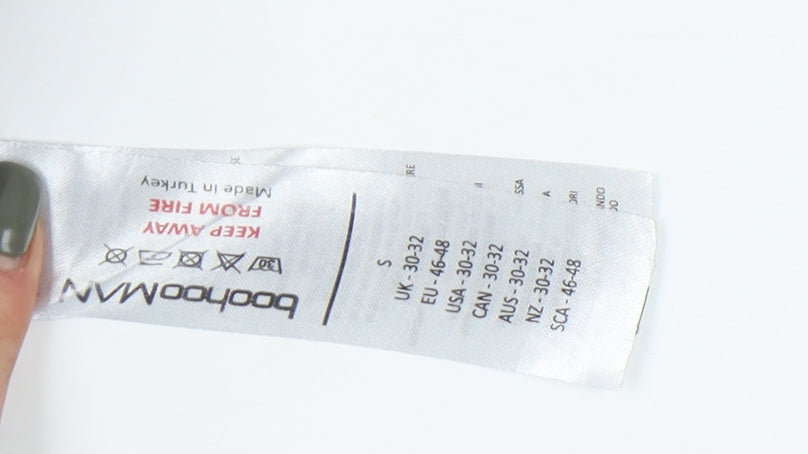 boohooMAN
30
KEEP AWAY
FROM FIRE
Made in Turkey
S
UK - 30-32
EU - 46-48
USA - 30-32
CAN - 30-32
AUS - 30-32
NZ - 30-32
SCA - 46-48